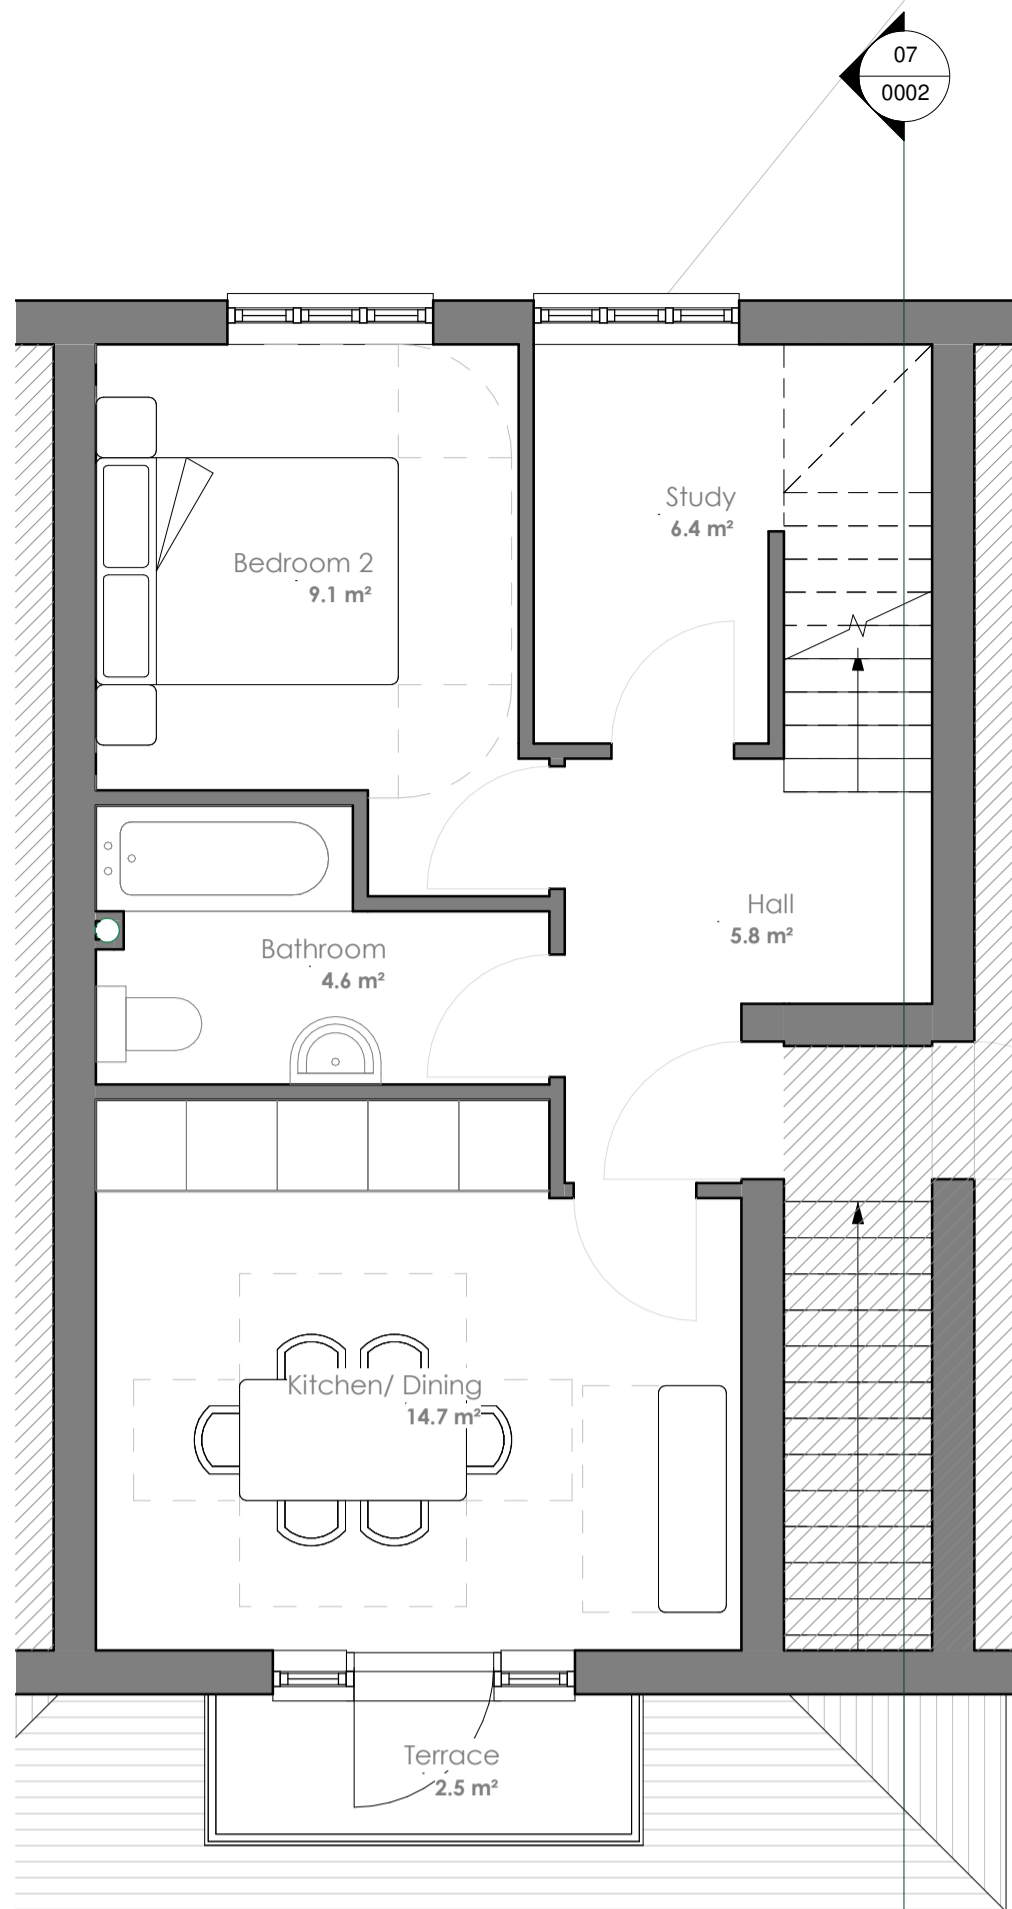 07
0002
Study
6.4 m²
Bedroom 2
9.1 m²
Hall
5.8 m²
Bathroom
4.6 m²
Kitchen/ Dining
14.7 m²
Terrace
2.5 m²